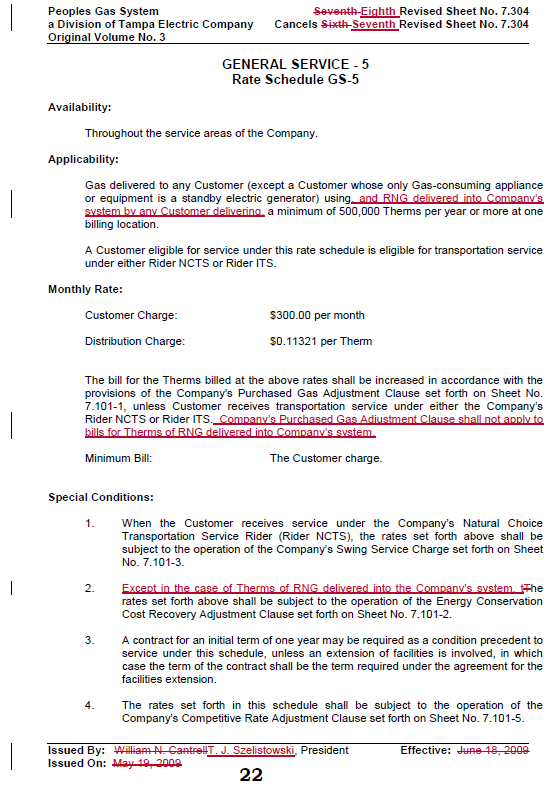 Peoples Gas System Seventh Eighth Revised Sheet No. 7.304
a Division of Tampa Electric Company Cancels Sixth Seventh Revised Sheet No. 7.304
Original Volume No. 3
GENERAL SERVICE - 5
Rate Schedule GS-5
Availability:
Throughout the service areas of the Company.
Applicability:
Gas delivered to any Customer (except a Customer whose only Gas-consuming appliance
or equipment is a standby electric generator) using, and RNG delivered into Company's
system by any Customer delivering, a minimum of 500,000 Therms per year or more at one
billing location.
A Customer eligible for service under this rate schedule is eligible for transportation service
under either Rider NCTS or Rider ITS.
Monthly Rate:
Customer Charge: $300.00 per month
Distribution Charge: $0.11321 per Therm
The bill for the Therms billed at the above rates shall be increased in accordance with the
provisions of the Company's Purchased Gas Adjustment Clause set forth on Sheet No.
7.101-1, unless Customer receives transportation service under either the Company's
Rider NCTS or Rider ITS. Company's Purchased Gas Adjustment Clause shall not apply to
bills for Therms of RNG delivered into Company's system.
Minimum Bill: The Customer charge.
Special Conditions:
1. When the Customer receives service under the Company's Natural Choice
Transportation Service Rider (Rider NCTS), the rates set forth above shall be
subject to the operation of the Company's Swing Service Charge set forth on Sheet
No. 7.101-3.
2. Except in the case of Therms of RNG delivered into the Company's system, tThe
rates set forth above shall be subject to the operation of the Energy Conservation
Cost Recovery Adjustment Clause set forth on Sheet No. 7.101-2.
3. A contract for an initial term of one year may be required as a condition precedent to
service under this schedule, unless an extension of facilities is involved, in which
case the term of the contract shall be the term required under the agreement for the
facilities extension.
4. The rates set forth in this schedule shall be subject to the operation of the
Company's Competitive Rate Adjustment Clause set forth on Sheet No. 7.101-5.
Issued By: William N. CantrellT. J. Szelistowski, President Effective: June 18, 2009
Issued On: May 19, 2009
22